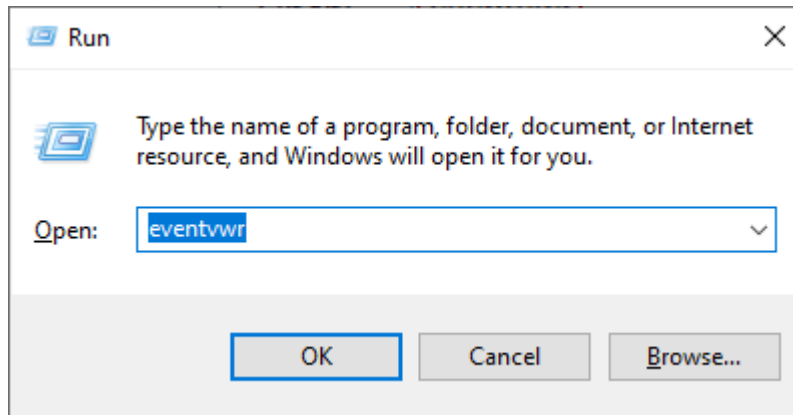 Run
Type the name of a program, folder, document, or Internet
resource, and Windows will open it for you.
Open: eventvwr
OK Cancel Browse...